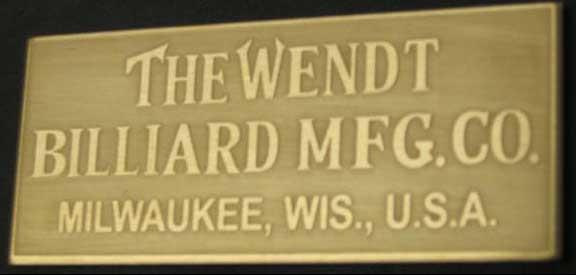 THE WENDT
BILLIARD MFG. CO.
MILWAUKEE, WIS., U.S.A.